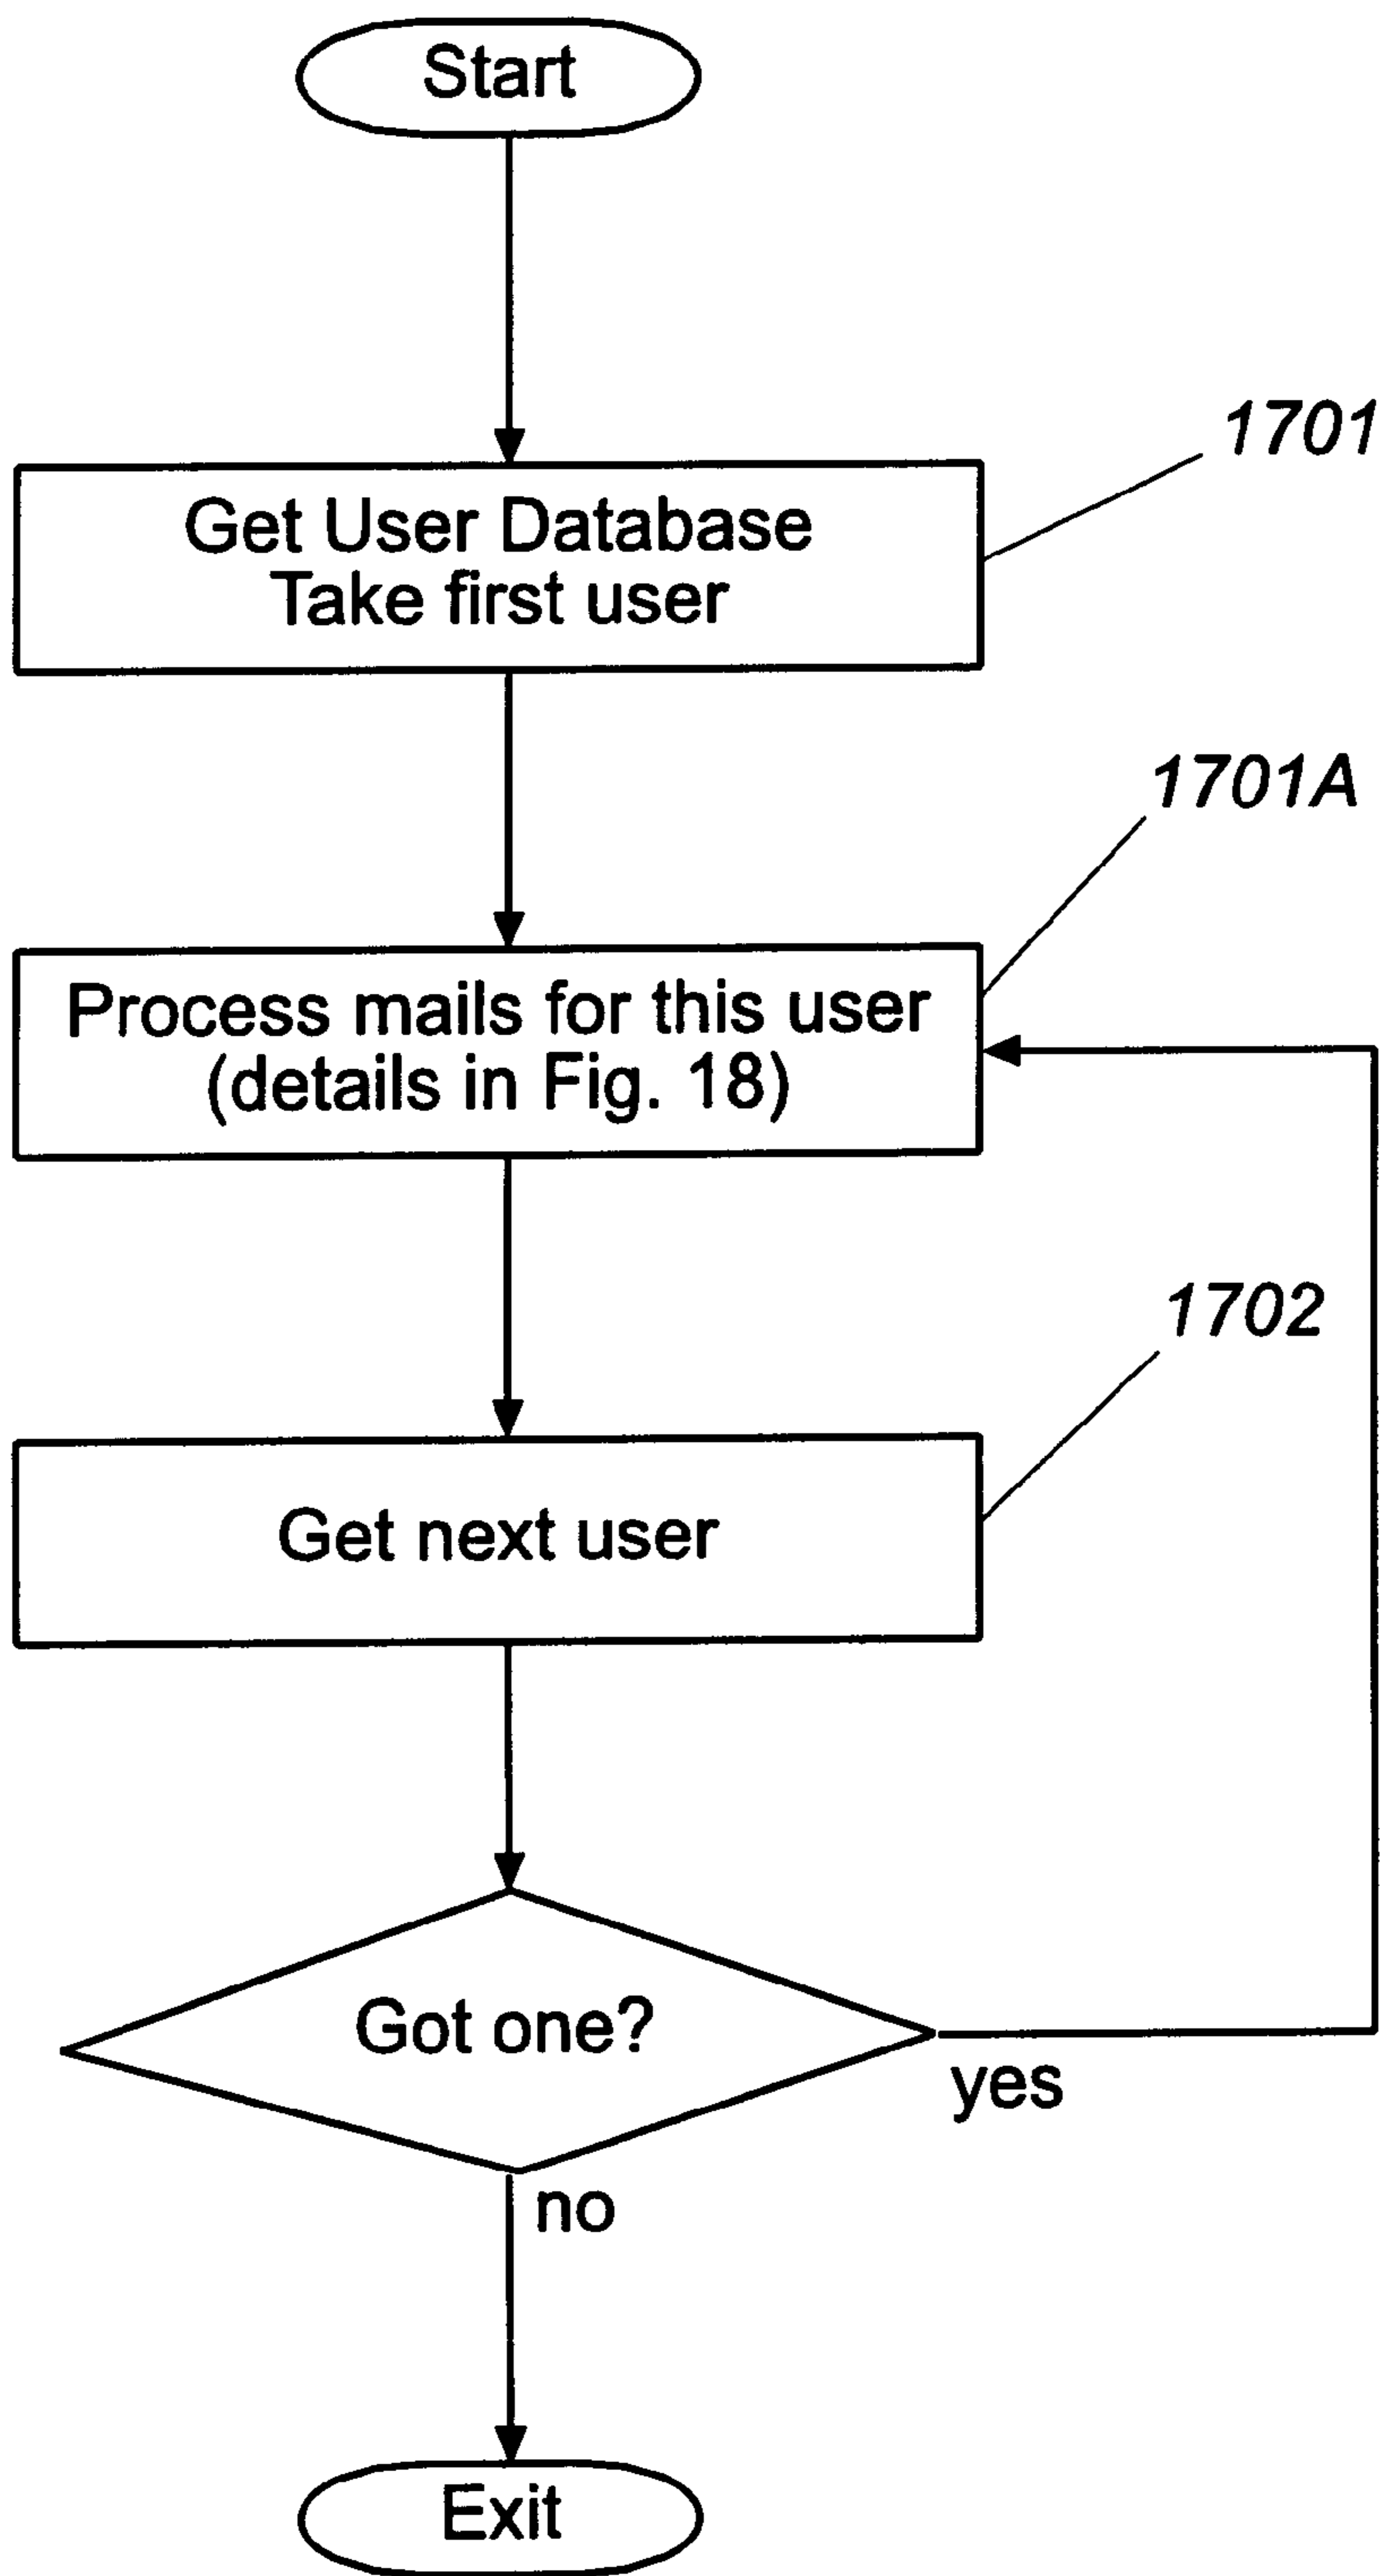 Start
1701
Get User Database
Take first user
1701A
Process mails for this user
(details in Fig. 18)
1702
Get next user
Got one?
yes
no
Exit